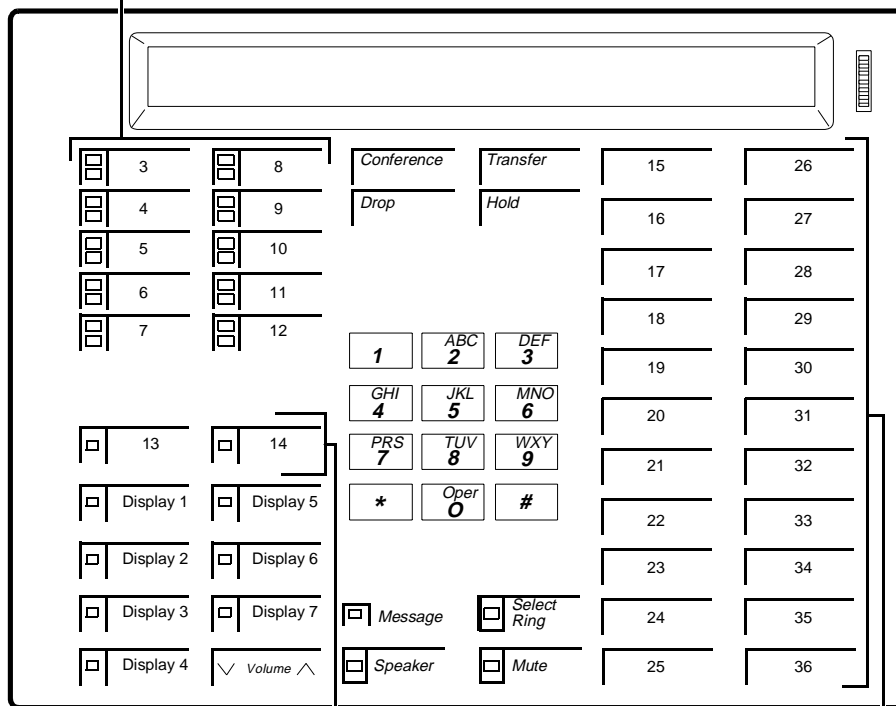 3 8 Conference Transfer 15 26
4 9 Drop Hold 16 27
5 10 17 28
6 11 18 29
7 12 1 ABC 2 DEF 3 19 30
GHI 4 JKL 5 MNO 6 20 31
13 14 PRS 7 TUV 8 WXY 9 21 32
Display 1 Display 5 * Oper 0 # 22 33
Display 2 Display 6 23 34
Display 3 Display 7 Message Select Ring 24 35
Display 4 Volume Speaker Mute 25 36